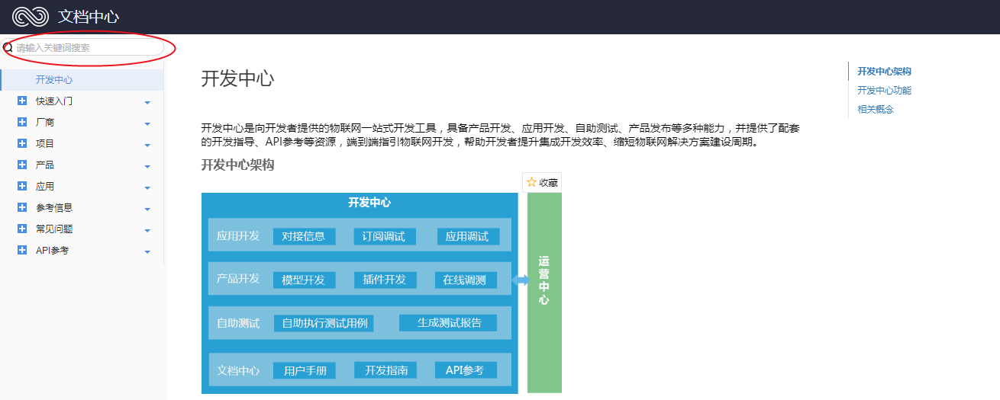 文档中心
请输入关键词搜索
开发中心
快速入门
厂商
项目
产品
应用
参考信息
常见问题
API参考
开发中心
开发中心是向开发者提供的物联网一站式开发工具，具备产品开发、应用开发、自助测试、产品发布等多种能力，并提供了配套
的开发指导、API参考等资源，端到端指引物联网开发，帮助开发者提升集成开发效率、缩短物联网解决方案建设周期。
开发中心架构
收藏
开发中心
应用开发 对接信息 订阅调试 应用调试
产品开发 模型开发 插件开发 在线调测
自助测试 自助执行测试用例 生成测试报告
文档中心 用户手册 开发指南 API参考
运
营
中
心
开发中心架构
开发中心功能
相关概念